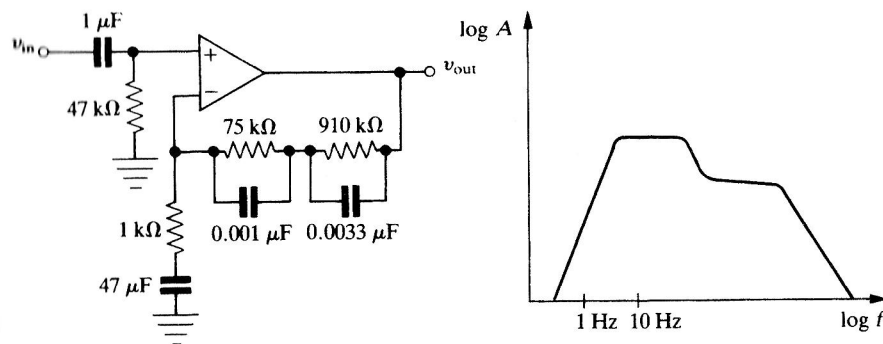 1 μF
v_in
+
−
v_out
47 kΩ
75 kΩ
910 kΩ
1 kΩ
0.001 μF
0.0033 μF
47 μF
log A
1 Hz
10 Hz
log f